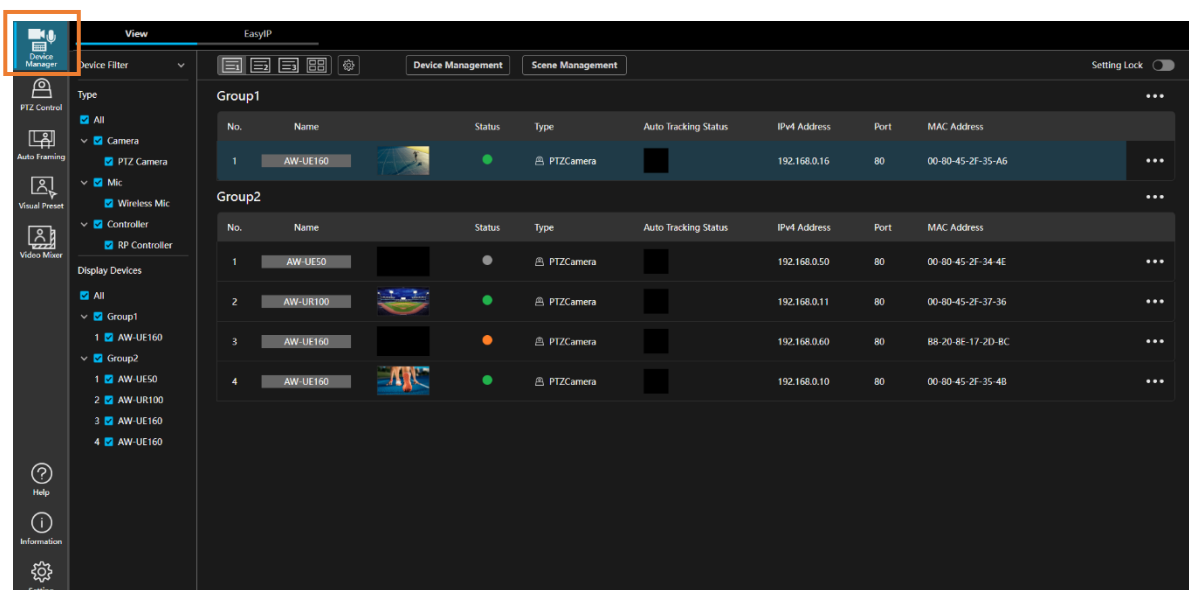 View
EasyIP
Device
Manager
Device Filter
1
2
3
Device Management
Scene Management
Setting Lock
PTZ Control
Auto Framing
Visual Preset
Video Mixer
Help
Information
Type
All
Camera
PTZ Camera
Mic
Wireless Mic
Controller
RP Controller
Display Devices
All
Group1
1 AW-UE160
Group2
1 AW-UE50
2 AW-UR100
3 AW-UE160
4 AW-UE160
Group1
No. Name Status Type Auto Tracking Status IPv4 Address Port MAC Address
1 AW-UE160 PTZCamera 192.168.0.16 80 00-80-45-2F-35-A6
Group2
No. Name Status Type Auto Tracking Status IPv4 Address Port MAC Address
1 AW-UE50 PTZCamera 192.168.0.50 80 00-80-45-2F-34-4E
2 AW-UR100 PTZCamera 192.168.0.11 80 00-80-45-2F-37-36
3 AW-UE160 PTZCamera 192.168.0.60 80 B8-20-8E-17-2D-BC
4 AW-UE160 PTZCamera 192.168.0.10 80 00-80-45-2F-35-4B